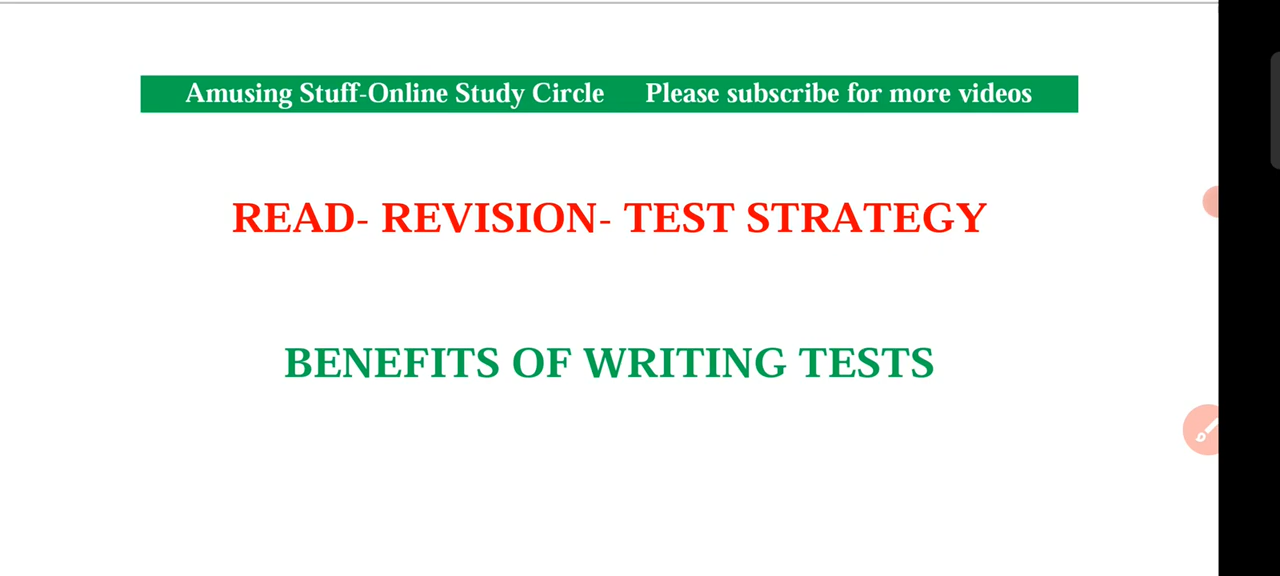 Amusing Stuff-Online Study Circle Please subscribe for more videos
READ- REVISION- TEST STRATEGY
BENEFITS OF WRITING TESTS